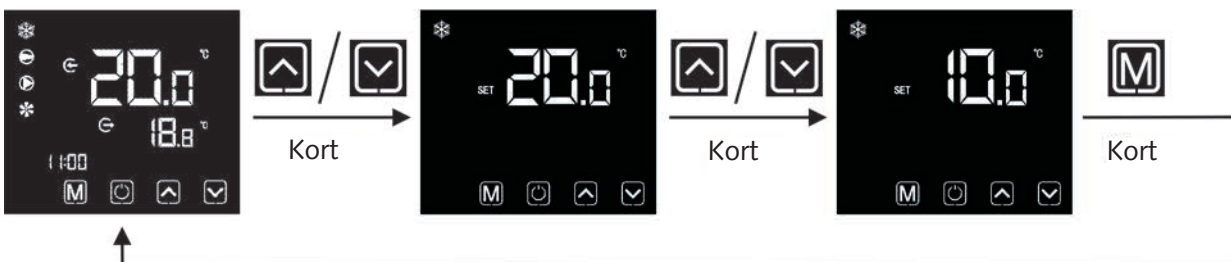 20.0 °C
18.8 °C
11:00
M
Kort
SET 20.0 °C
M
Kort
SET 10.0 °C
M
M
Kort